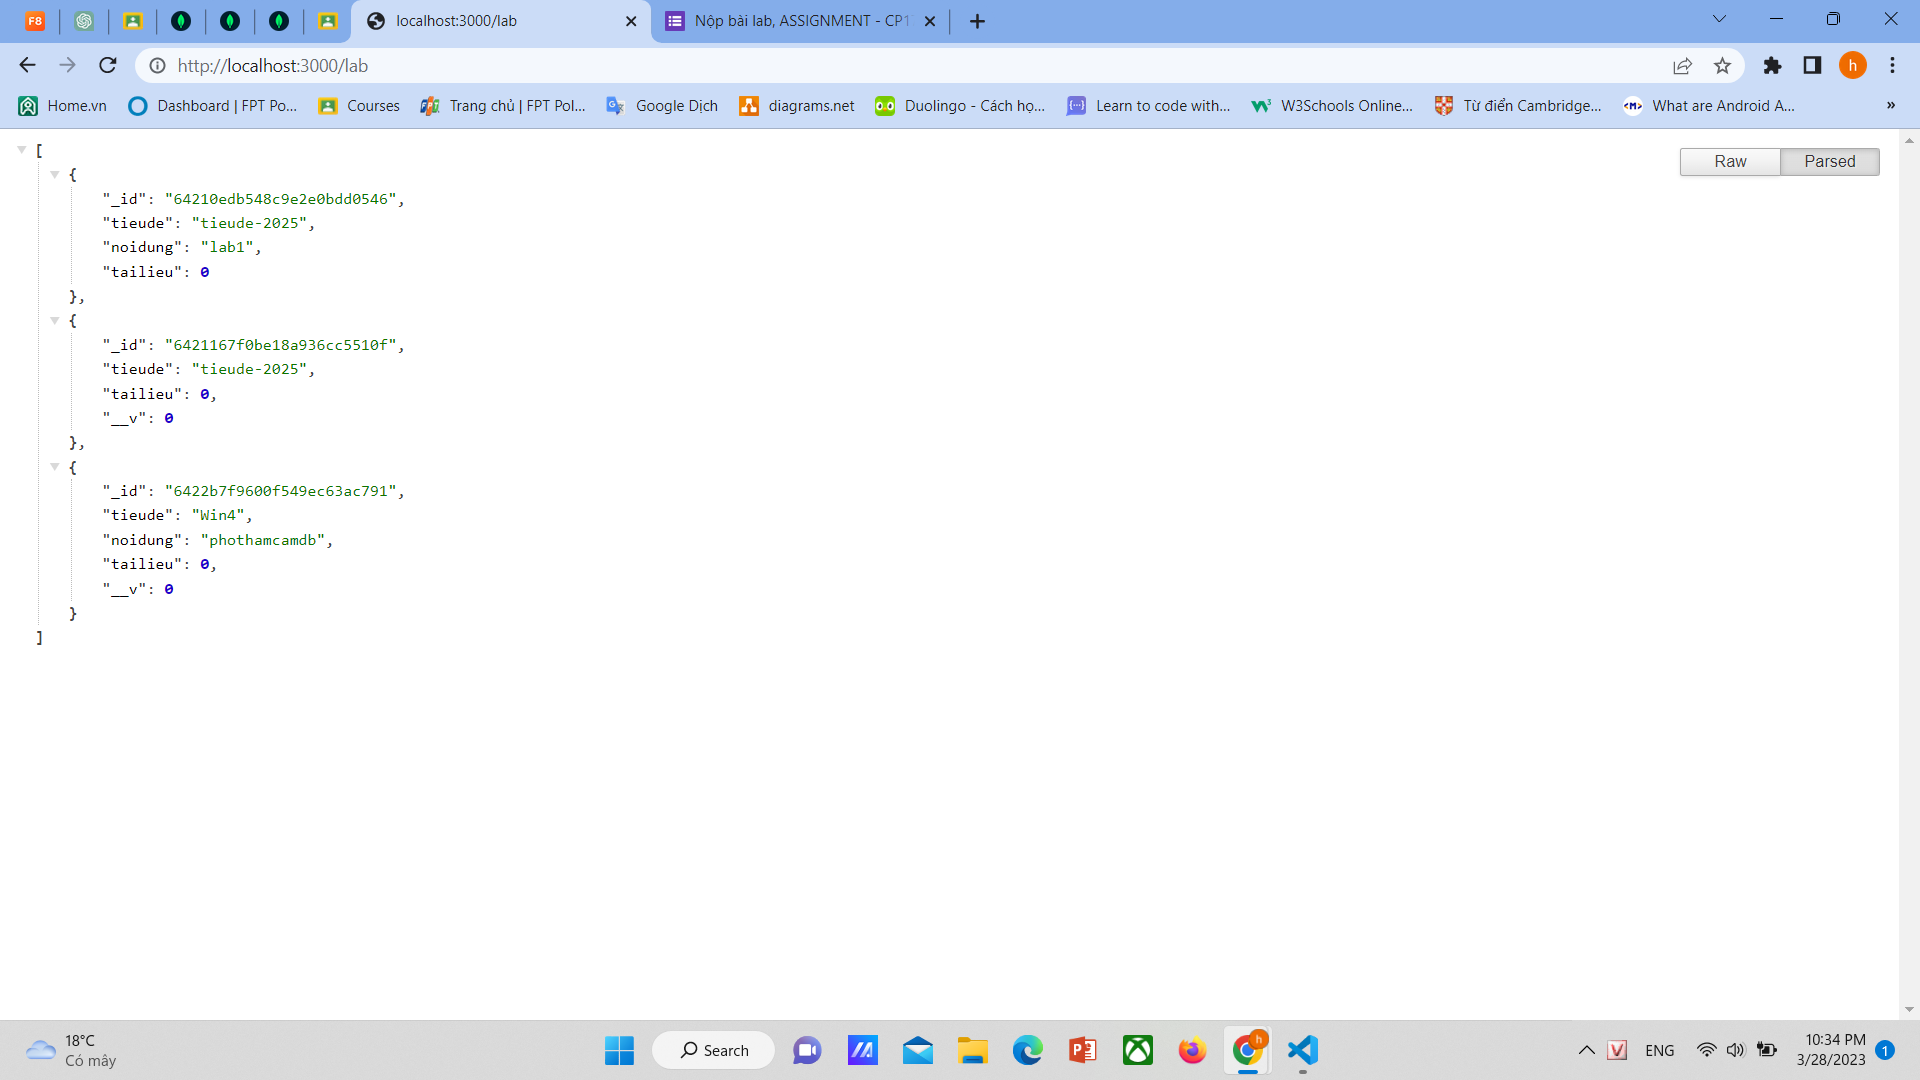 F8
localhost:3000/lab
Nộp bài lab, ASSIGNMENT - CP1
http://localhost:3000/lab
h
Home.vn
Dashboard | FPT Po...
Courses
Trang chủ | FPT Pol...
Google Dịch
diagrams.net
Duolingo - Cách họ...
Learn to code with...
W3Schools Online...
Từ điển Cambridge...
What are Android A...
»
Raw
Parsed
[
{
"_id": "64210edb548c9e2e0bdd0546",
"tieude": "tieude-2025",
"noidung": "lab1",
"tailieu": 0
},
{
"_id": "6421167f0be18a936cc5510f",
"tieude": "tieude-2025",
"tailieu": 0,
"__v": 0
},
{
"_id": "6422b7f9600f549ec63ac791",
"tieude": "Win4",
"noidung": "phothamcamdb",
"tailieu": 0,
"__v": 0
}
]
18°C
Có mây
Search
h
ENG
10:34 PM
3/28/2023
1